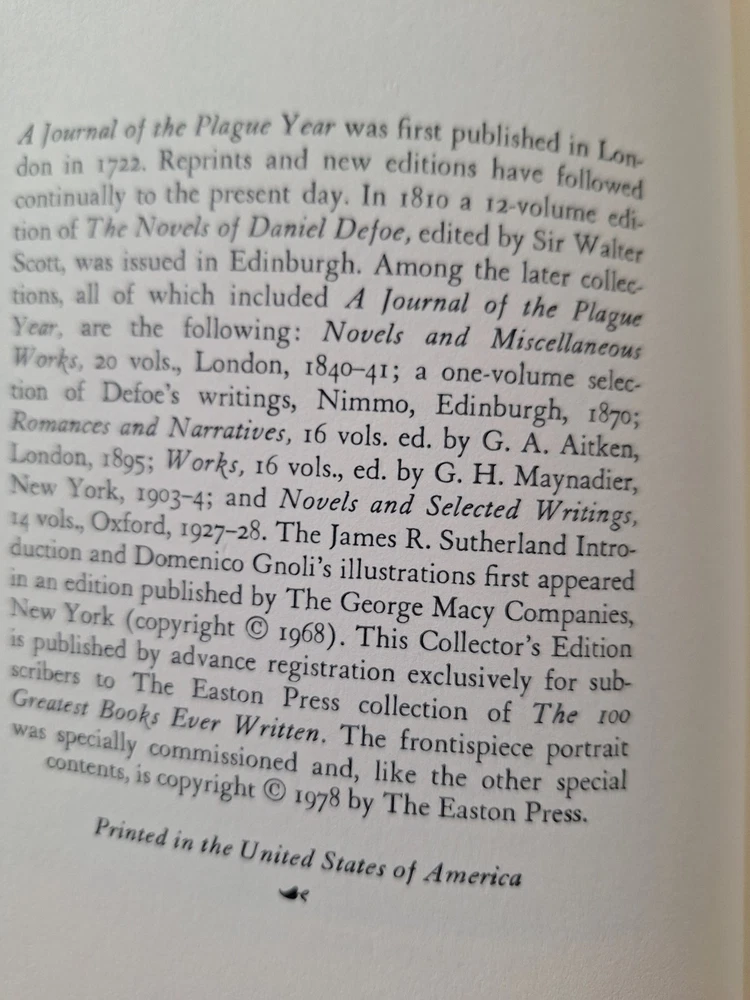 A Journal of the Plague Year was first published in Lon-
don in 1722. Reprints and new editions have followed
continually to the present day. In 1810 a 12-volume edi-
tion of The Novels of Daniel Defoe, edited by Sir Walter
Scott, was issued in Edinburgh. Among the later collec-
tions, all of which included A Journal of the Plague
Year, are the following: Novels and Miscellaneous
Works, 20 vols., London, 1840–41; a one-volume selec-
tion of Defoe's writings, Nimmo, Edinburgh, 1870;
Romances and Narratives, 16 vols. ed. by G. A. Aitken,
London, 1895; Works, 16 vols., ed. by G. H. Maynadier,
New York, 1903–4; and Novels and Selected Writings,
14 vols., Oxford, 1927–28. The James R. Sutherland Intro-
duction and Domenico Gnoli's illustrations first appeared
in an edition published by The George Macy Companies,
New York (copyright © 1968). This Collector's Edition
is published by advance registration exclusively for sub-
scribers to The Easton Press collection of The 100
Greatest Books Ever Written. The frontispiece portrait
was specially commissioned and, like the other special
contents, is copyright © 1978 by The Easton Press.
Printed in the United States of America